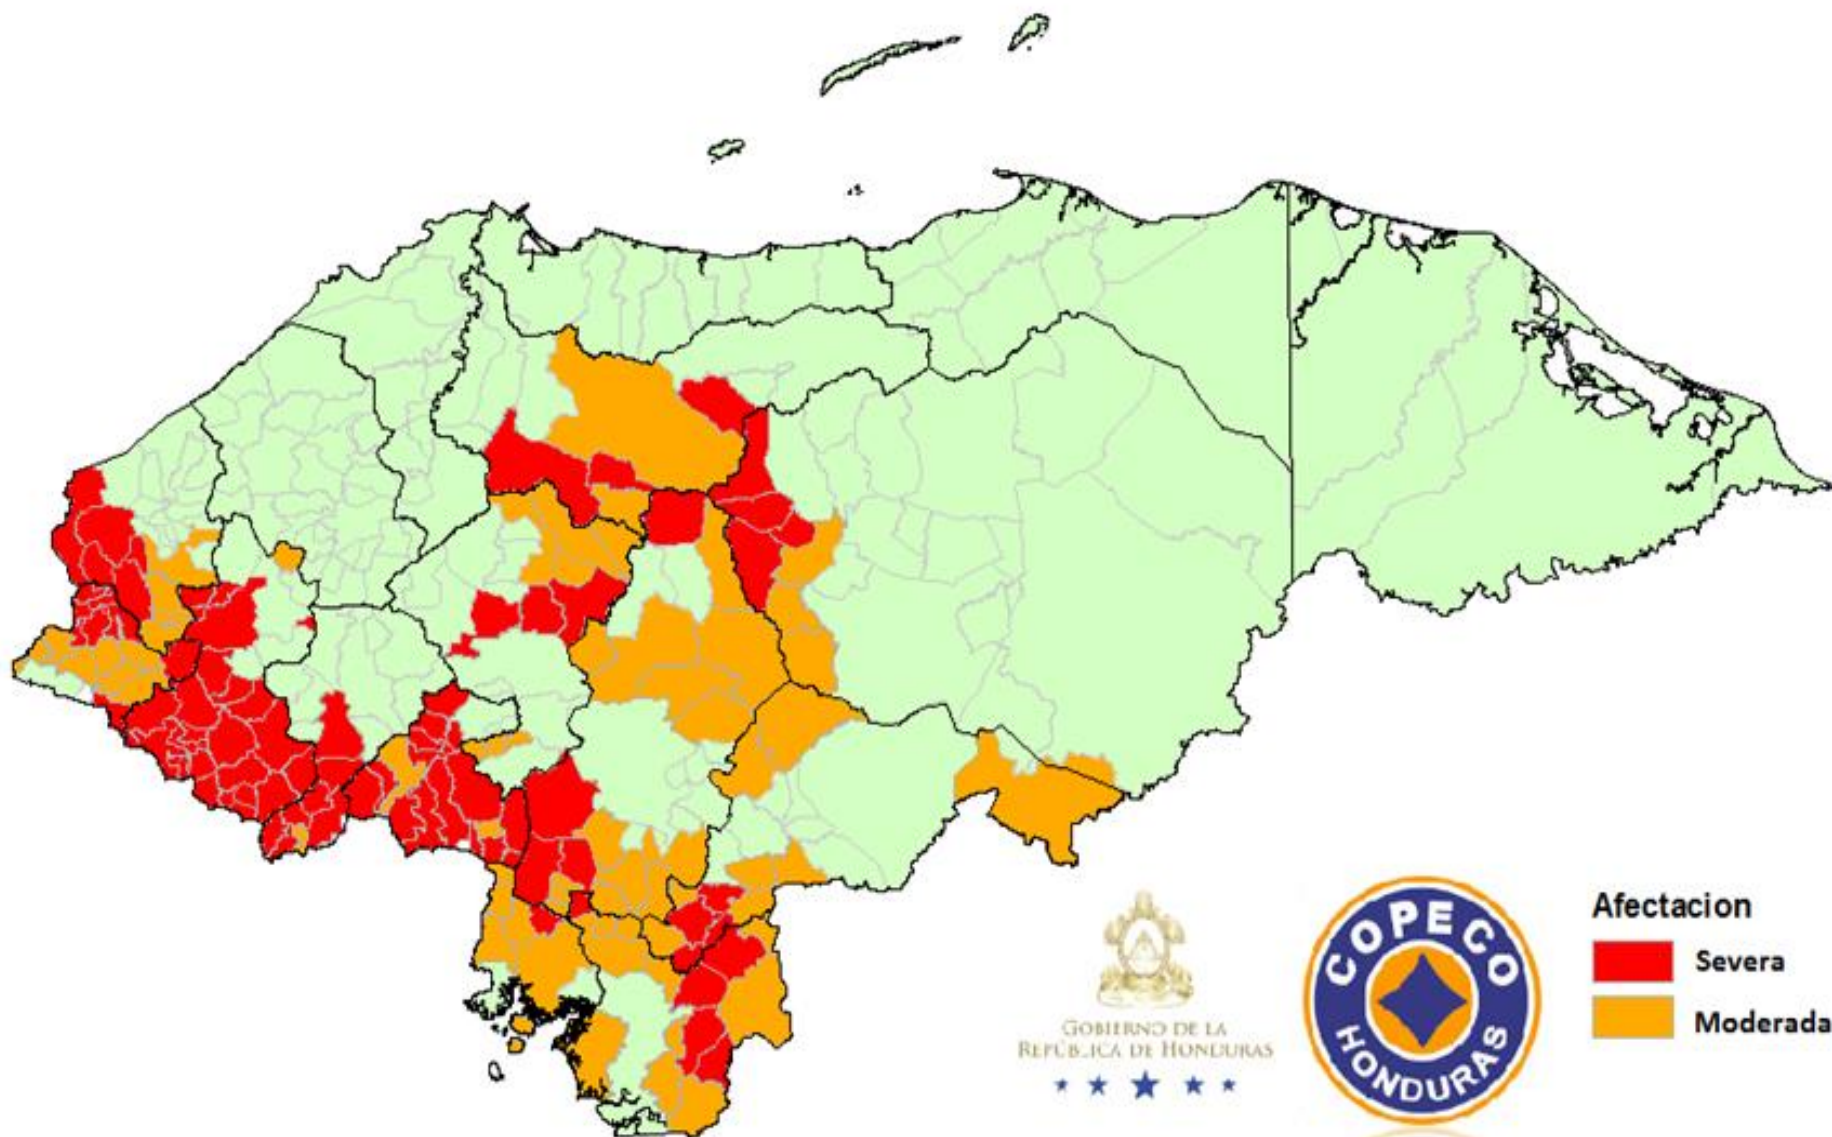 Afectacion
Severa
Moderada
GOBIERNO DE LA
REPÚBLICA DE HONDURAS
COPECO
HONDURAS